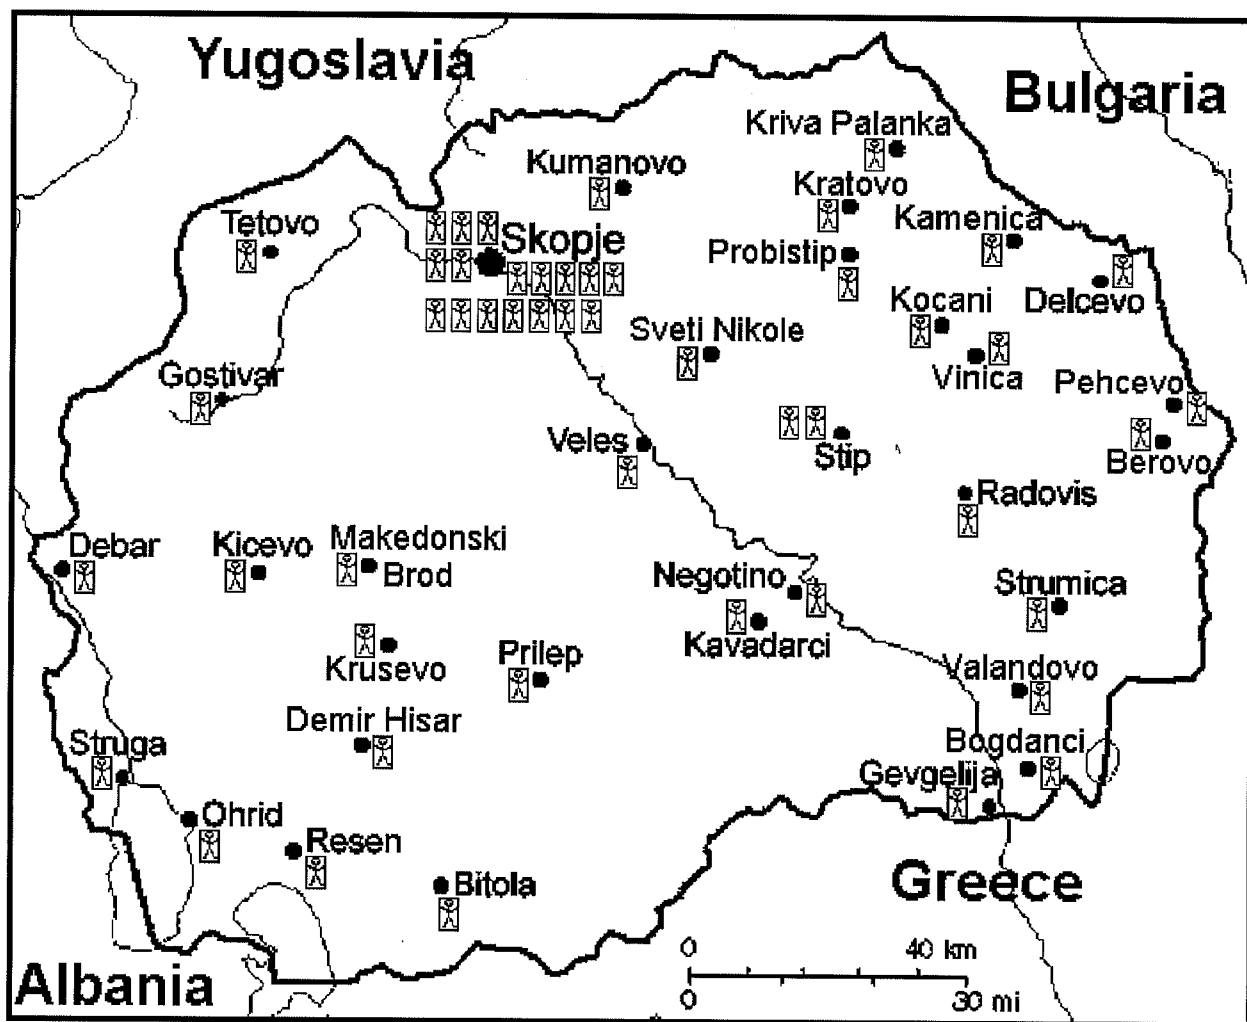 Yugoslavia
Bulgaria
Kriva Palanka
Kumanovo
Kratovo
Tetovo
Kamenica
Skopje
Probistip
Delcevo
Kocani
Sveti Nikole
Vinica
Gostivar
Pehcevo
Veles
Stip
Berovo
Radovis
Debar
Kicevo
Makedonski
Brod
Negotino
Strumica
Kavadarci
Krusevo
Prilep
Valandovo
Demir Hisar
Struga
Bogdanci
Gevgelija
Ohrid
Resen
Bitola
Greece
Albania
0 40 km
0 30 mi